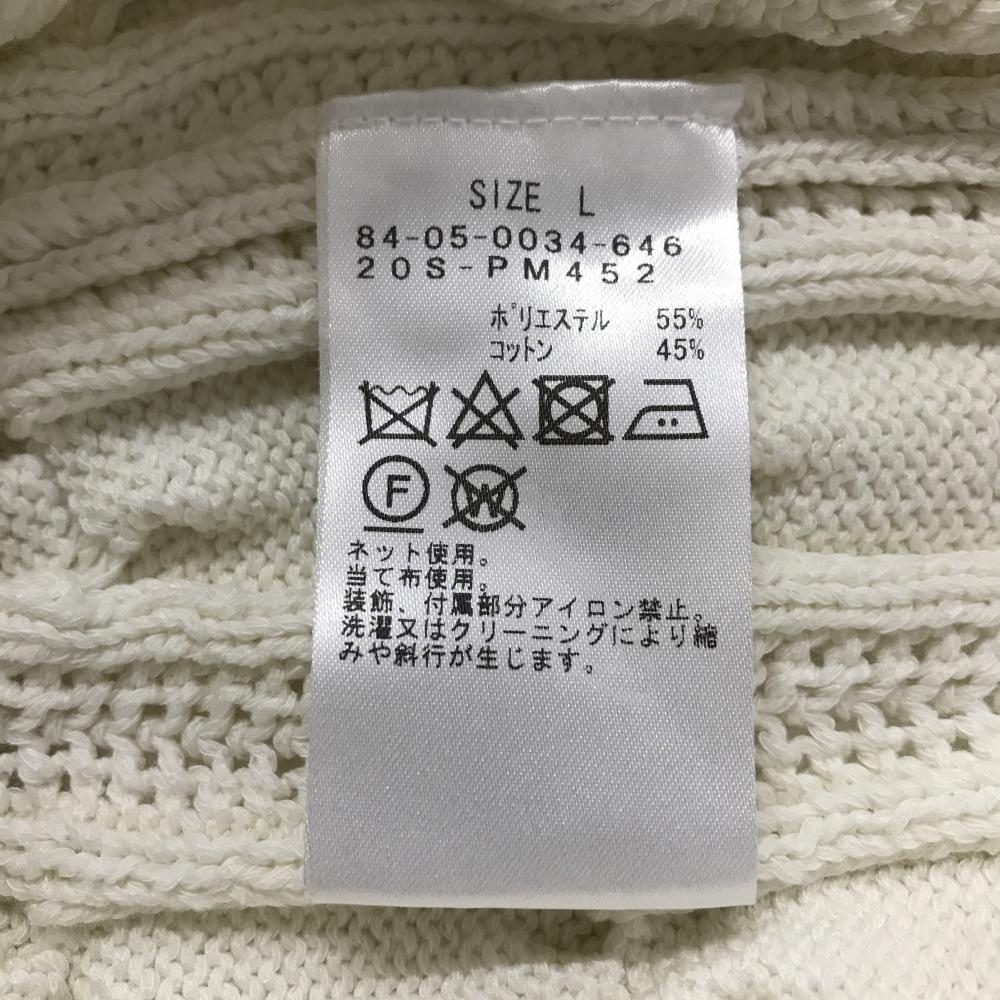 SIZE L
84-05-0034-646
20S-PM452
ポリエステル 55%
コットン 45%
F
W
ネット使用。
当て布使用。
装飾、付属部分アイロン禁止。
洗濯又はクリーニングにより縮
みや斜行が生じます。